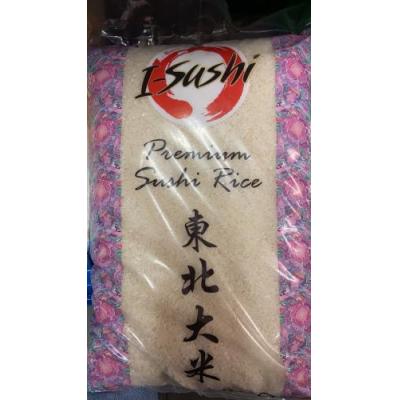 I-Sushi
Premium
Sushi Rice
東
北
大
米